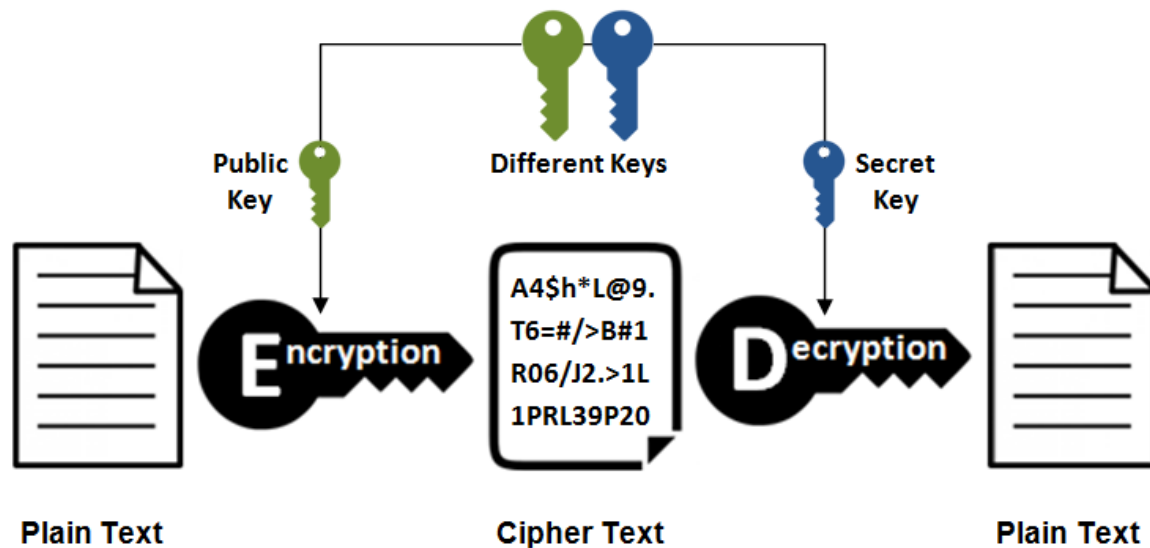 Public
Key
Different Keys
Secret
Key
Encryption
A4$h*L@9.
T6=#/>B#1
R06/J2.>1L
1PRL39P20
Decryption
Plain Text
Cipher Text
Plain Text